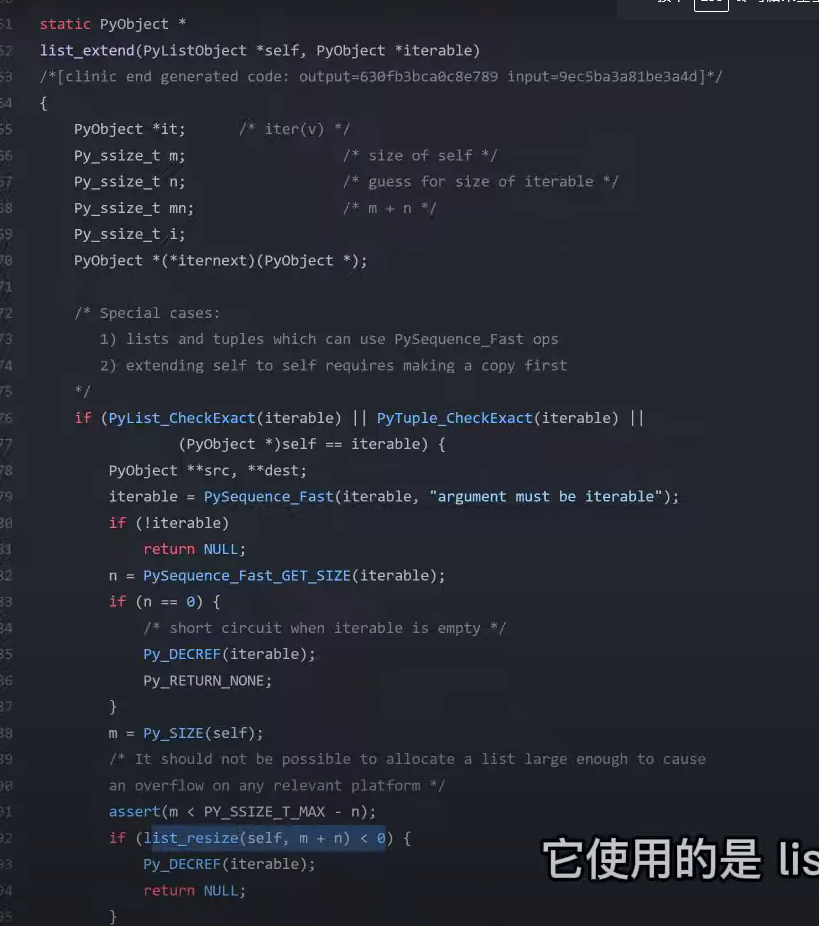 static PyObject *
list_extend(PyListObject *self, PyObject *iterable)
/*[clinic end generated code: output=630fb3bca0c8e789 input=9ec5ba3a81be3a4d]*/
{
PyObject *it;      /* iter(v) */
Py_ssize_t m;                  /* size of self */
Py_ssize_t n;                  /* guess for size of iterable */
Py_ssize_t mn;                 /* m + n */
Py_ssize_t i;
PyObject *(*iternext)(PyObject *);
/* Special cases:
1) lists and tuples which can use PySequence_Fast ops
2) extending self to self requires making a copy first
*/
if (PyList_CheckExact(iterable) || PyTuple_CheckExact(iterable) ||
(PyObject *)self == iterable) {
PyObject **src, **dest;
iterable = PySequence_Fast(iterable, "argument must be iterable");
if (!iterable)
return NULL;
n = PySequence_Fast_GET_SIZE(iterable);
if (n == 0) {
/* short circuit when iterable is empty */
Py_DECREF(iterable);
Py_RETURN_NONE;
}
m = Py_SIZE(self);
/* It should not be possible to allocate a list large enough to cause
an overflow on any relevant platform */
assert(m < PY_SSIZE_T_MAX - n);
if (list_resize(self, m + n) < 0) {
Py_DECREF(iterable);
return NULL;
}
它使用的是 lis